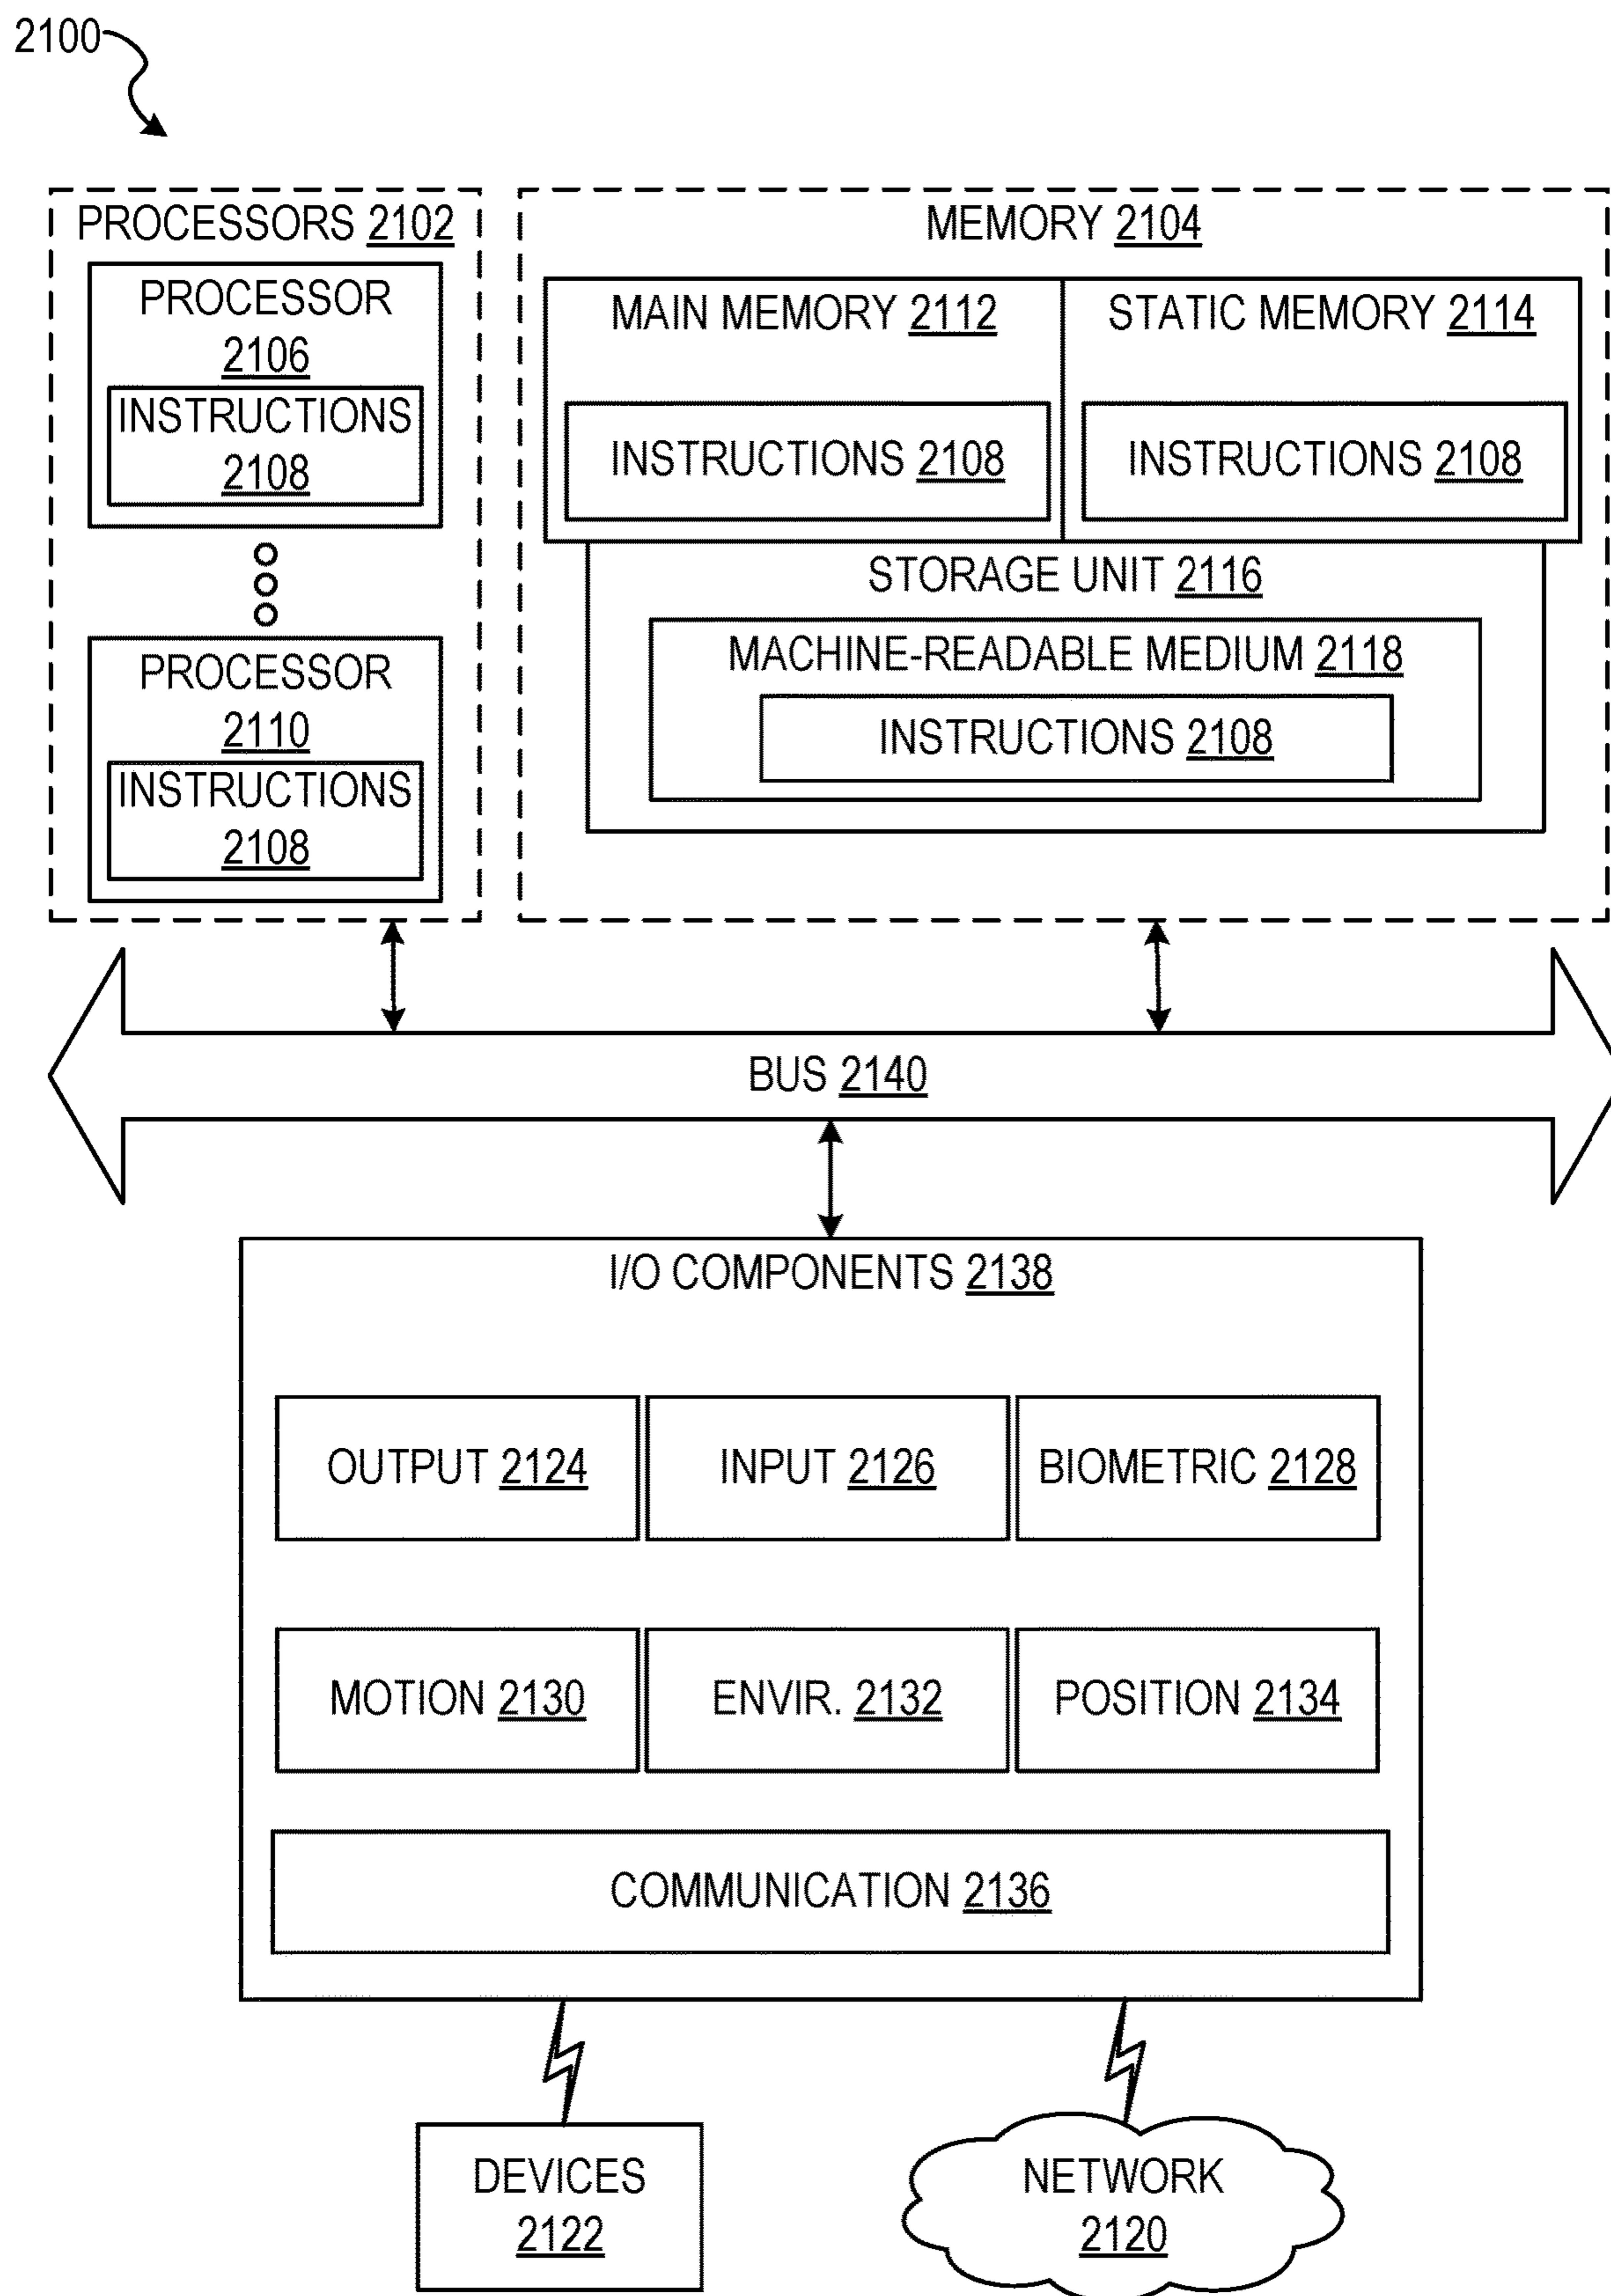 2100
PROCESSORS 2102
PROCESSOR
2106
INSTRUCTIONS
2108
PROCESSOR
2110
INSTRUCTIONS
2108
MEMORY 2104
MAIN MEMORY 2112
INSTRUCTIONS 2108
STATIC MEMORY 2114
INSTRUCTIONS 2108
STORAGE UNIT 2116
MACHINE-READABLE MEDIUM 2118
INSTRUCTIONS 2108
BUS 2140
I/O COMPONENTS 2138
OUTPUT 2124
INPUT 2126
BIOMETRIC 2128
MOTION 2130
ENVIR. 2132
POSITION 2134
COMMUNICATION 2136
DEVICES
2122
NETWORK
2120